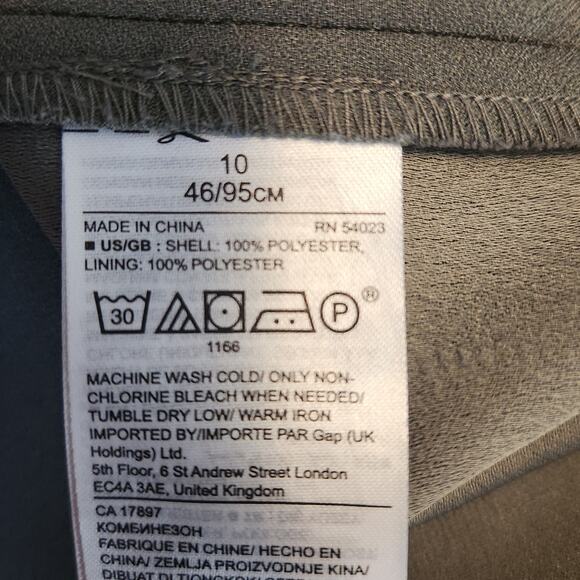 10
46/95CM
MADE IN CHINA RN 54023
■ US/GB : SHELL: 100% POLYESTER,
LINING: 100% POLYESTER
30 P ®
1166
MACHINE WASH COLD/ ONLY NON-
CHLORINE BLEACH WHEN NEEDED/
TUMBLE DRY LOW/ WARM IRON
IMPORTED BY/IMPORTE PAR Gap (UK
Holdings) Ltd.
5th Floor, 6 St Andrew Street London
EC4A 3AE, United Kingdom
CA 17897
КОМБИНЕЗОН
FABRIQUE EN CHINE/ HECHO EN
CHINA/ ZEMLJA PROIZVODNJE KINA/
DIBUAT DI